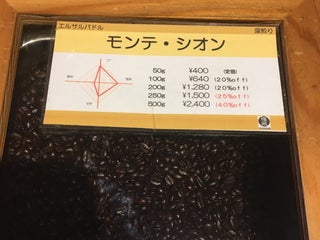 エルサルバドル
深煎り
モンテ・シオン
50g ¥400 (定価)
100g ¥640 (20%off)
200g ¥1,280 (20%off)
250g ¥1,500 (25%off)
500g ¥2,400 (40%off)